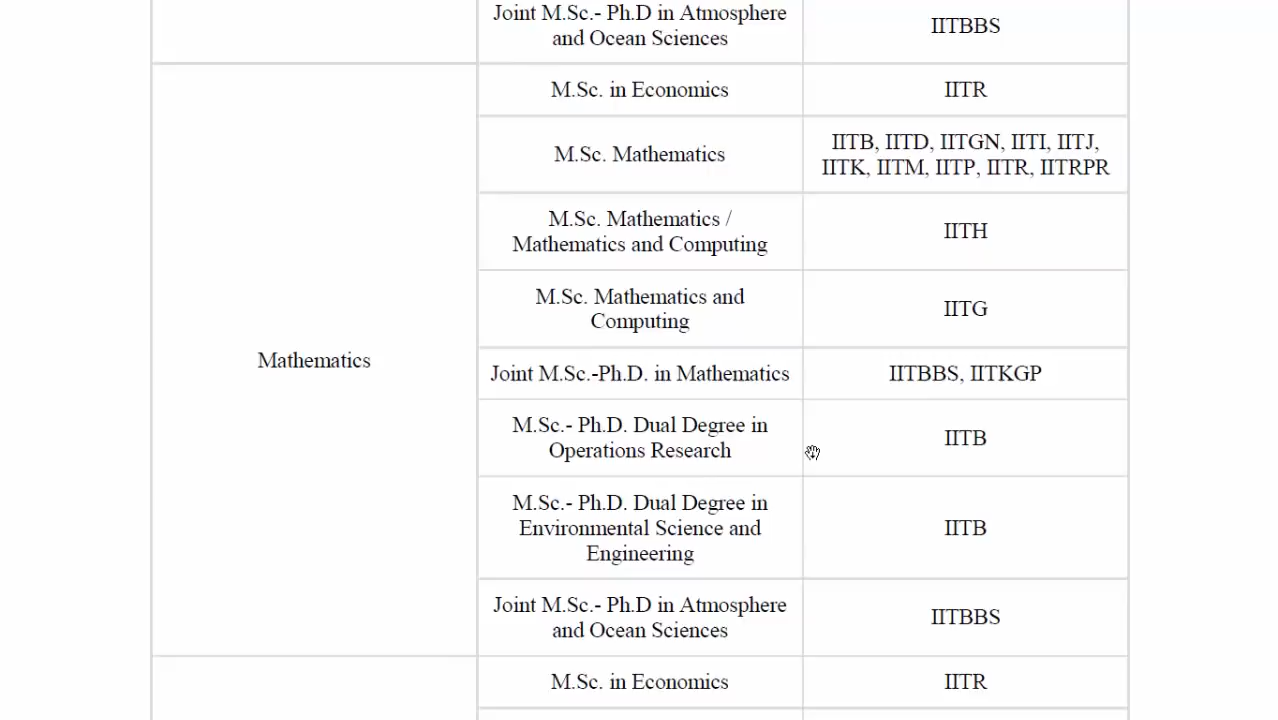 Joint M.Sc.- Ph.D in Atmosphere
and Ocean Sciences
IITBBS
Mathematics
M.Sc. in Economics
IITR
M.Sc. Mathematics
IITB, IITD, IITGN, IITI, IITJ,
IITK, IITM, IITP, IITR, IITRPR
M.Sc. Mathematics /
Mathematics and Computing
IITH
M.Sc. Mathematics and
Computing
IITG
Joint M.Sc.-Ph.D. in Mathematics
IITBBS, IITKGP
M.Sc.- Ph.D. Dual Degree in
Operations Research
IITB
M.Sc.- Ph.D. Dual Degree in
Environmental Science and
Engineering
IITB
Joint M.Sc.- Ph.D in Atmosphere
and Ocean Sciences
IITBBS
M.Sc. in Economics
IITR